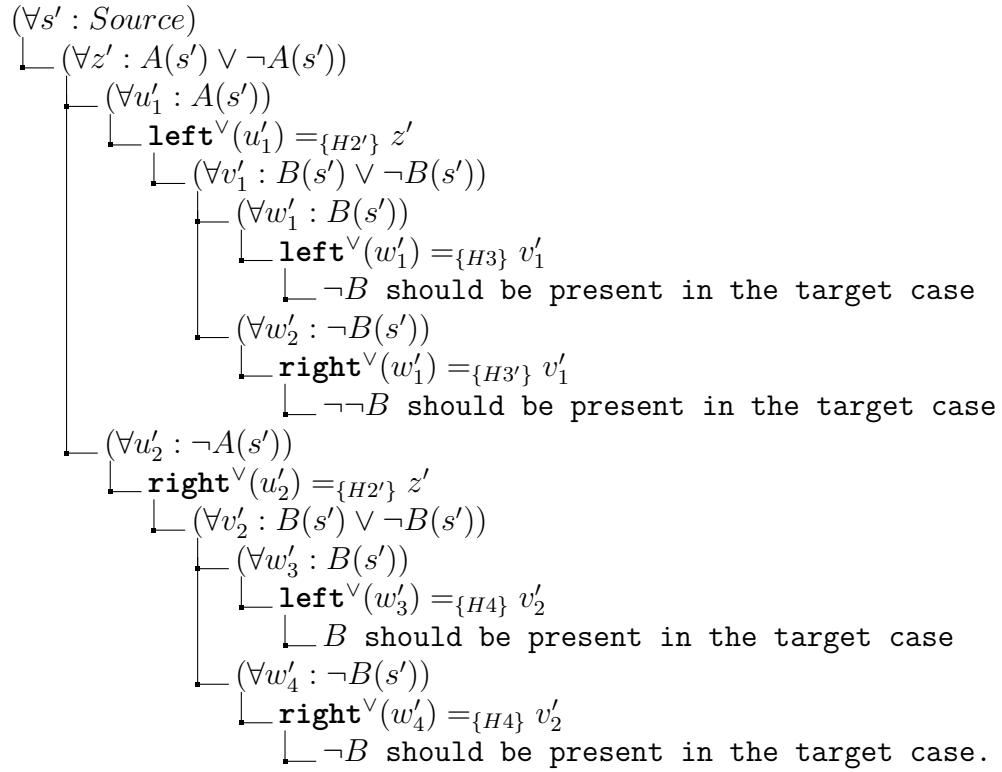 (∀s′ : Source)
(∀z′ : A(s′) ∨ ¬A(s′))
(∀u′₁ : A(s′))
left^∨(u′₁) =_{H2′} z′
(∀v′₁ : B(s′) ∨ ¬B(s′))
(∀w′₁ : B(s′))
left^∨(w′₁) =_{H3} v′₁
¬B should be present in the target case
(∀w′₂ : ¬B(s′))
right^∨(w′₁) =_{H3′} v′₁
¬¬B should be present in the target case
(∀u′₂ : ¬A(s′))
right^∨(u′₂) =_{H2′} z′
(∀v′₂ : B(s′) ∨ ¬B(s′))
(∀w′₃ : B(s′))
left^∨(w′₃) =_{H4} v′₂
B should be present in the target case
(∀w′₄ : ¬B(s′))
right^∨(w′₄) =_{H4} v′₂
¬B should be present in the target case.